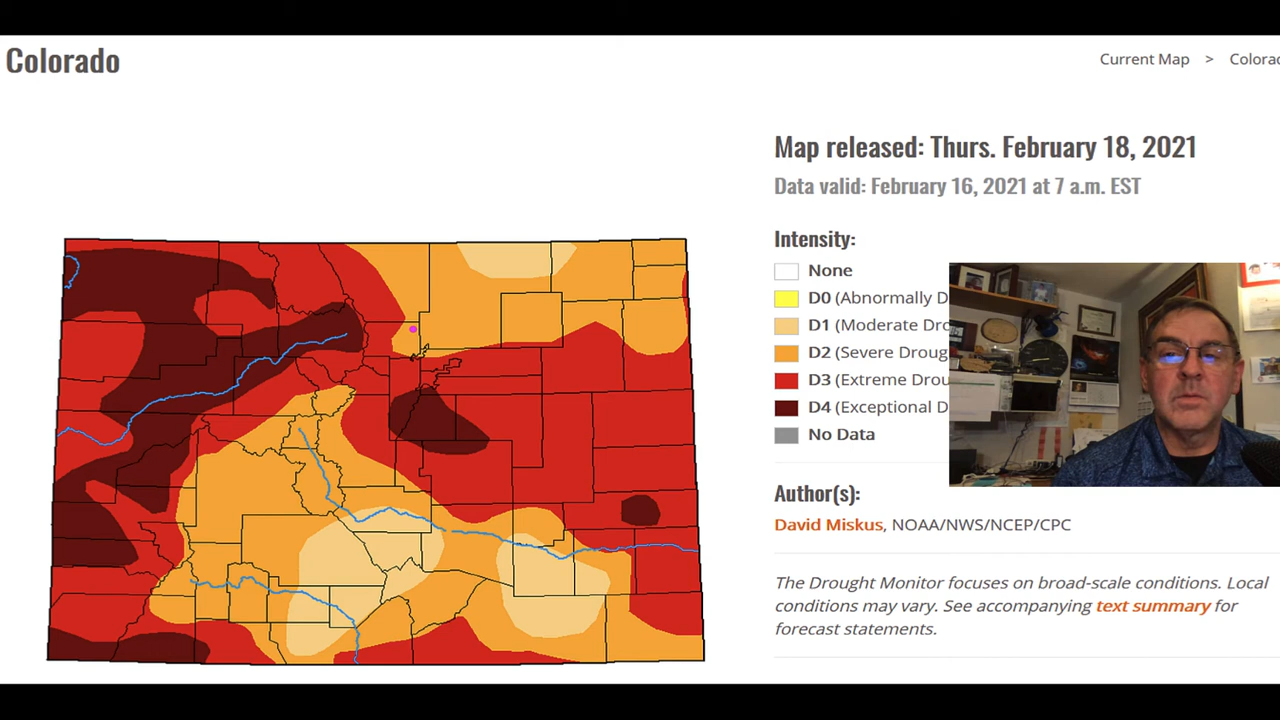 Colorado
Current Map > Colorad
Map released: Thurs. February 18, 2021
Data valid: February 16, 2021 at 7 a.m. EST
Intensity:
None
D0 (Abnormally D
D1 (Moderate Dro
D2 (Severe Droug
D3 (Extreme Drou
D4 (Exceptional D
No Data
Author(s):
David Miskus, NOAA/NWS/NCEP/CPC
The Drought Monitor focuses on broad-scale conditions. Local
conditions may vary. See accompanying text summary for
forecast statements.